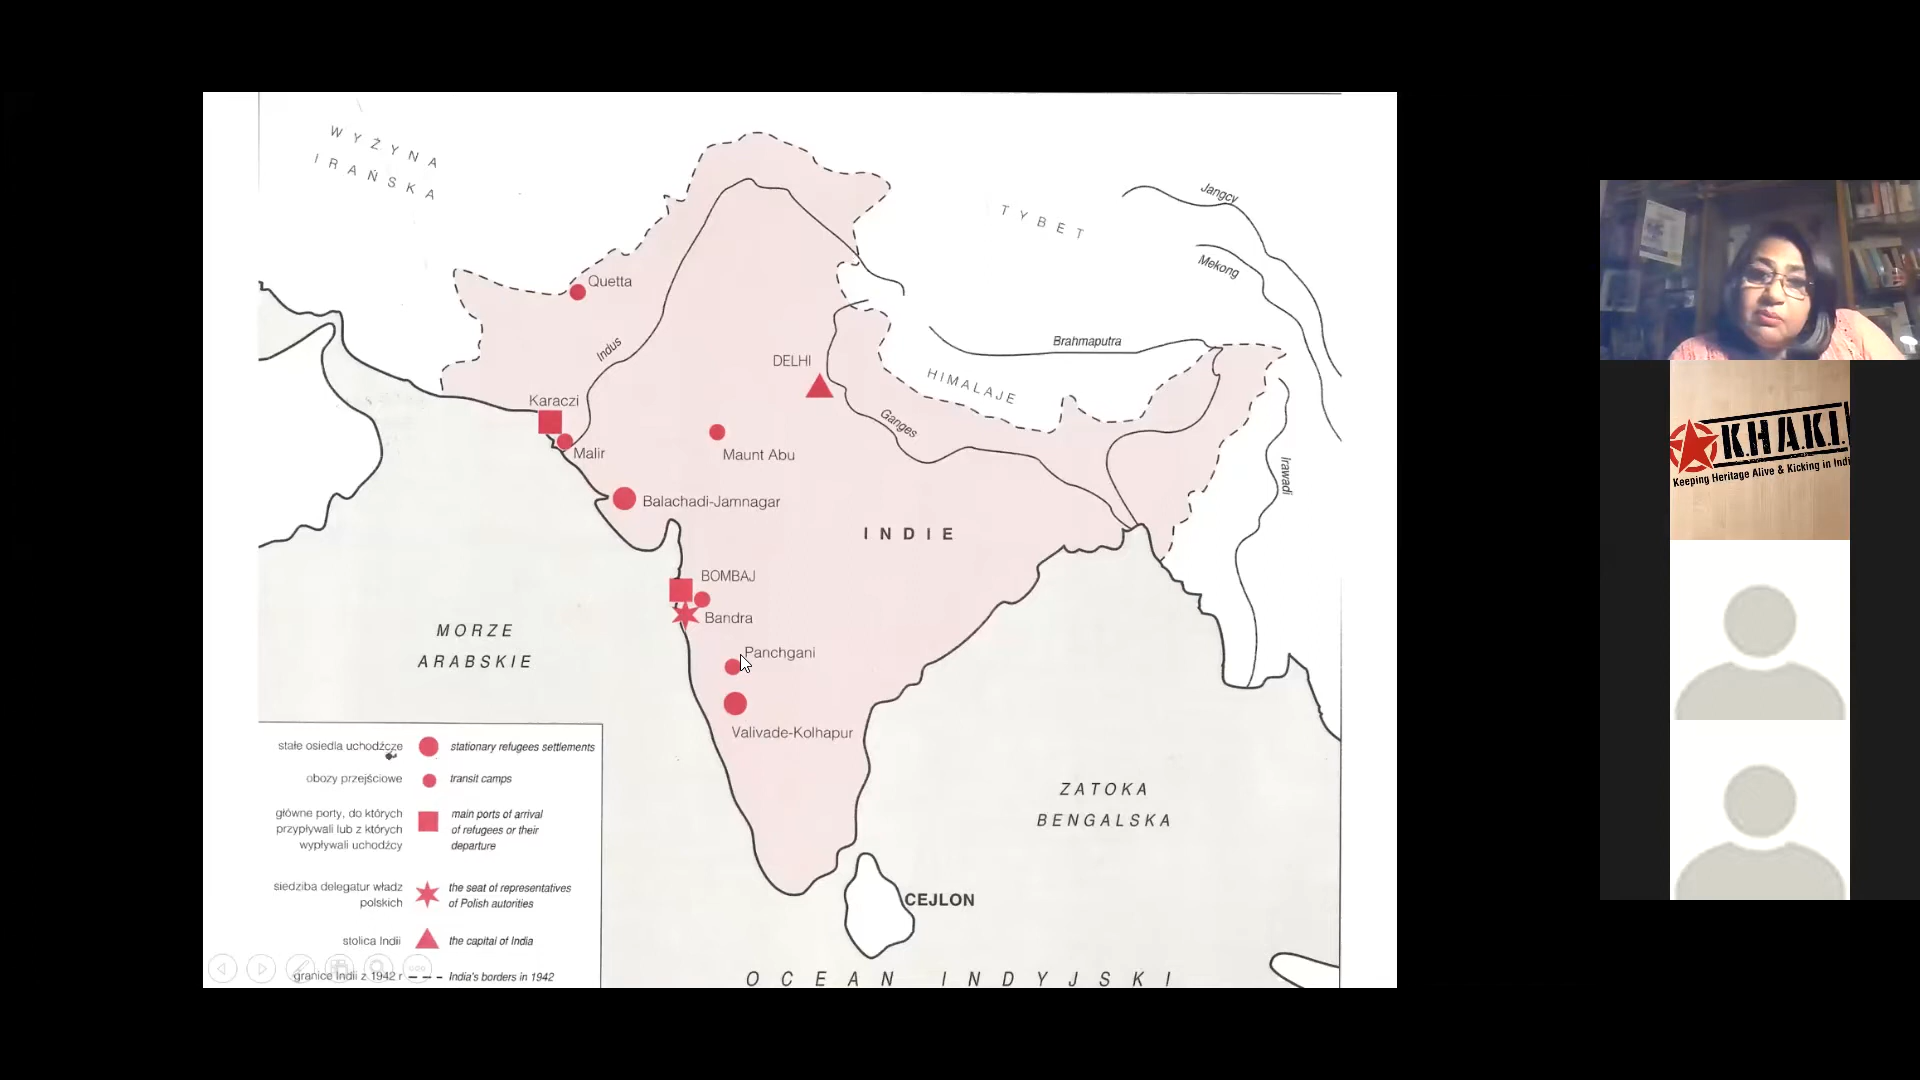 WYŻYNA
IRAŃSKA
TYBET
Jangcy
Mekong
Quetta
Indus
Brahmaputra
DELHI
HIMALAJE
Karaczi
Ganges
Malir
Maunt Abu
Irawadi
Balachadi-Jamnagar
INDIE
BOMBAJ
Bandra
MORZE
ARABSKIE
Panchgani
Valivade-Kolhapur
ZATOKA
BENGALSKA
CEJLON
OCEAN INDYJSKI
stałe osiedla uchodźcze
stationary refugees settlements
obozy przejściowe
transit camps
główne porty, do których
przypływali lub z których
wypływali uchodźcy
main ports of arrival
of refugees or their
departure
siedziba delegatur władz
polskich
the seat of representatives
of Polish autorities
stolica Indii
the capital of India
granice Indii z 1942 r
India's borders in 1942
K.H.A.K.I.
Keeping Heritage Alive & Kicking in Indi